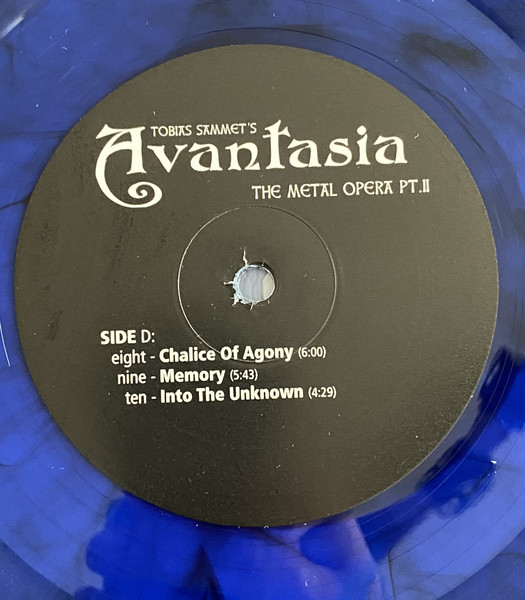 TOBIAS SAMMET'S
Avantasia
THE METAL OPERA PT.II
SIDE D:
eight - Chalice Of Agony (6:00)
nine - Memory (5:43)
ten - Into The Unknown (4:29)